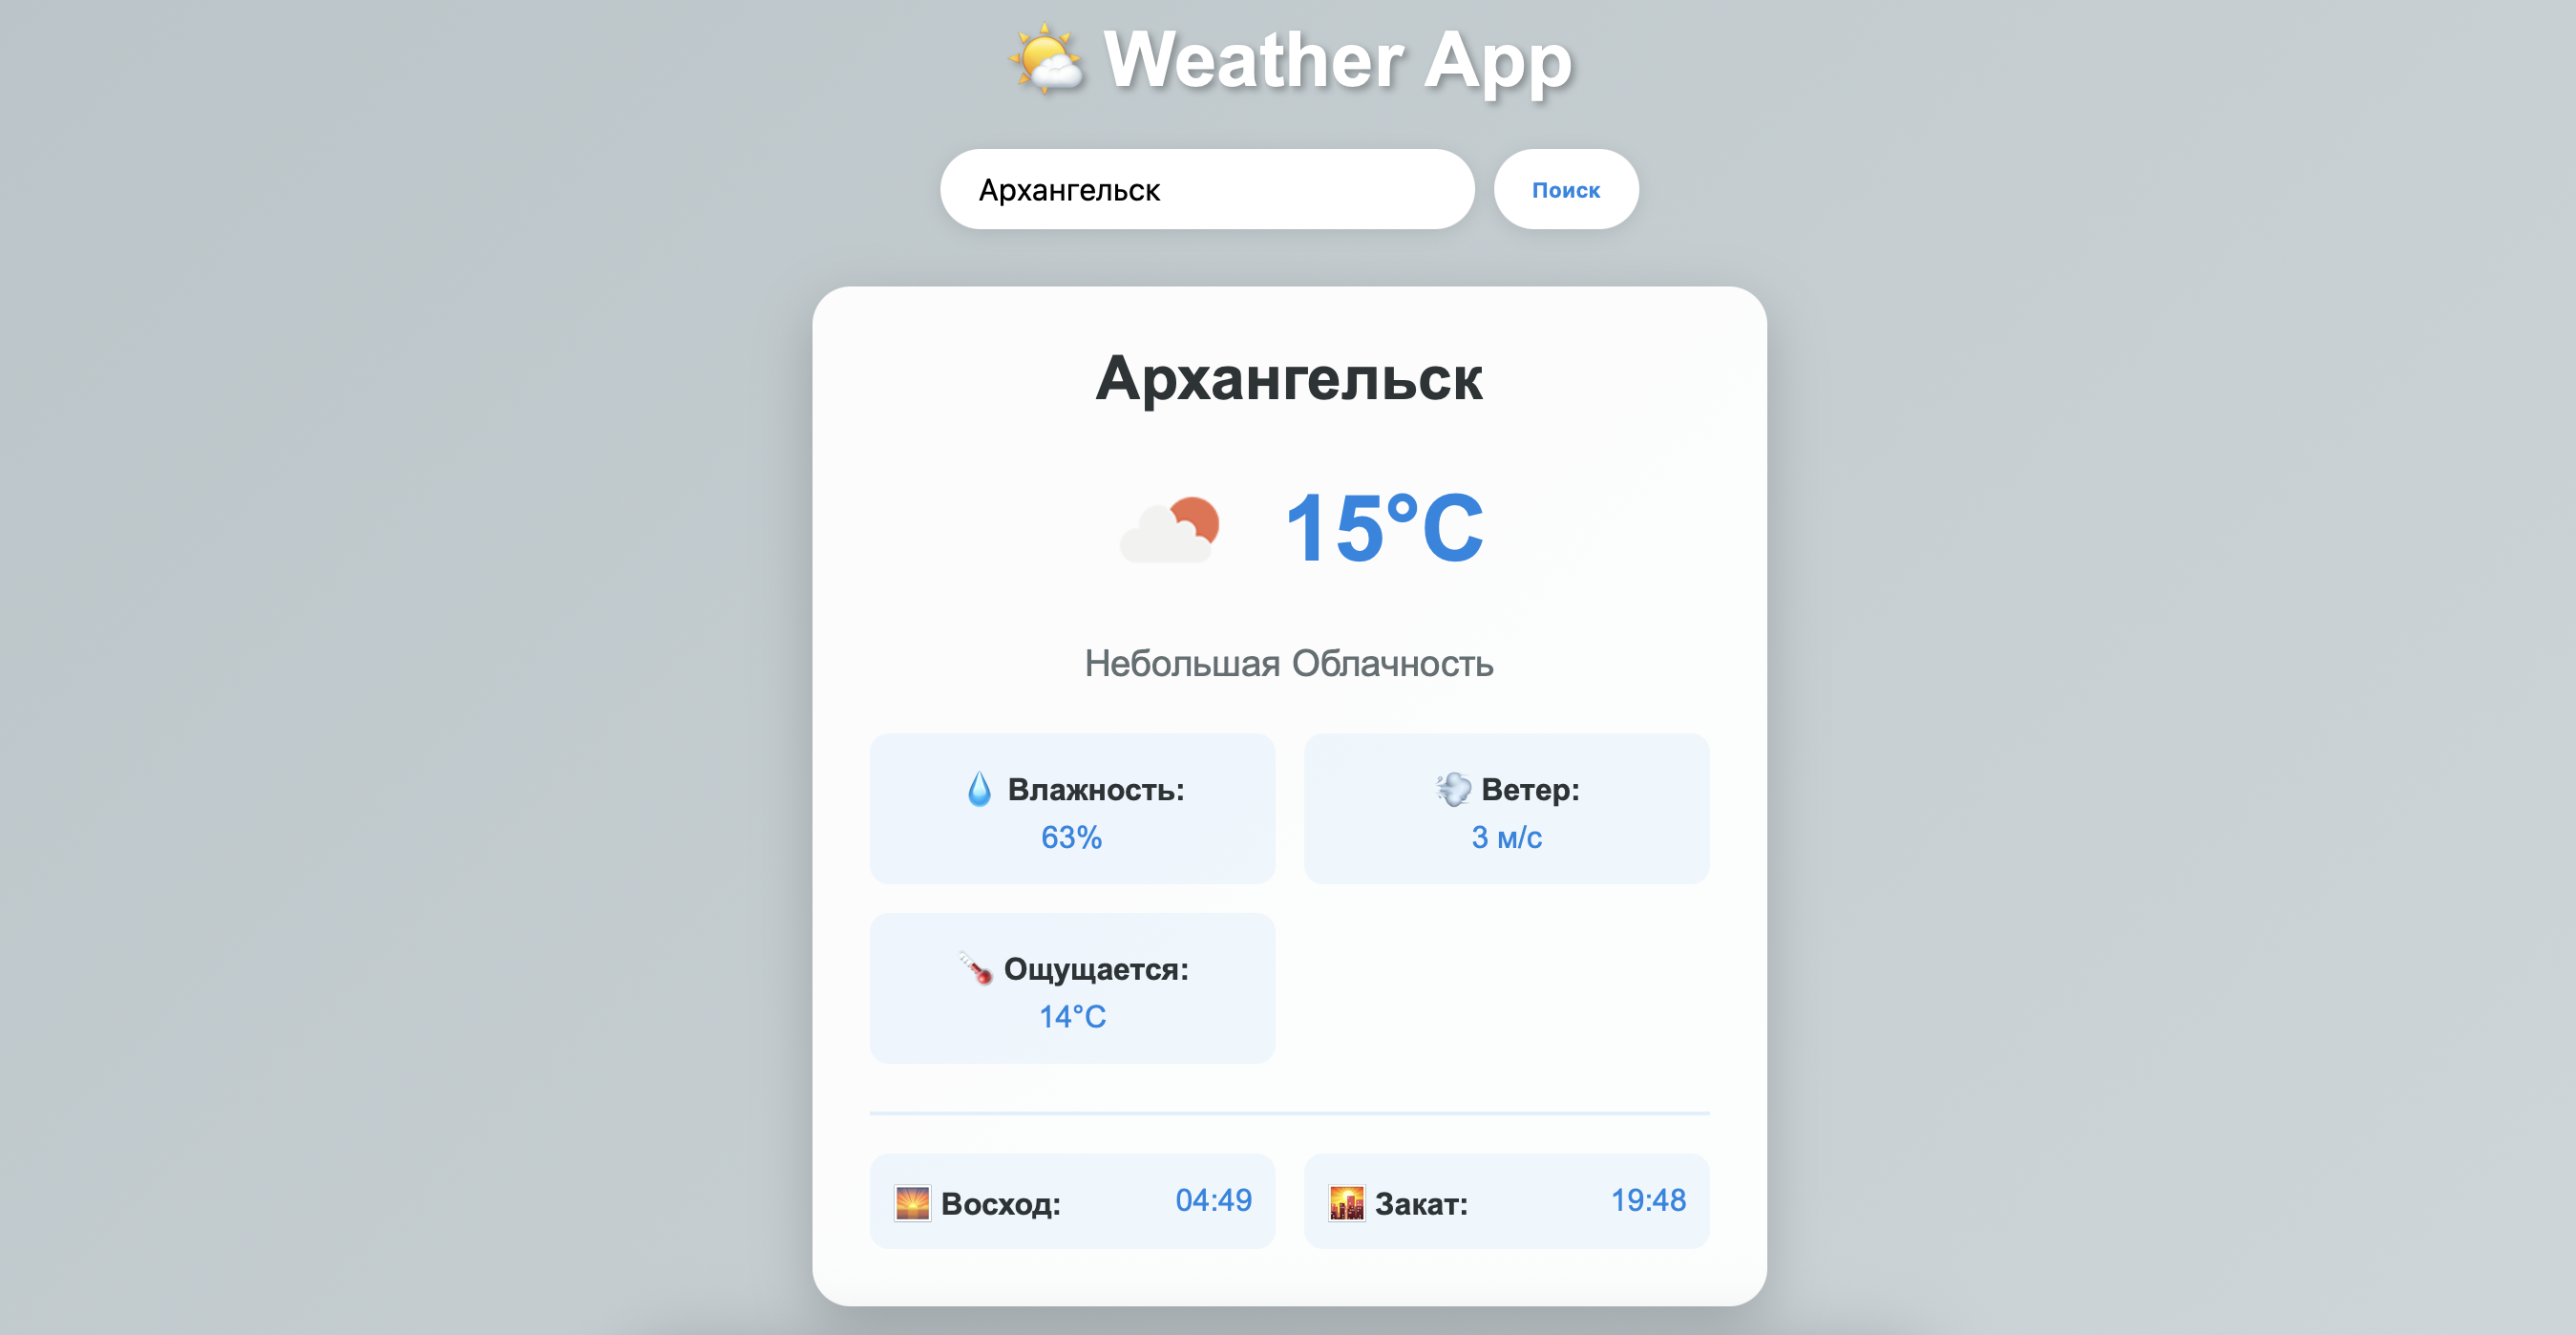 Weather App
Архангельск
Поиск
Архангельск
15°C
Небольшая Облачность
Влажность:
63%
Ветер:
3 м/с
Ощущается:
14°C
Восход:
04:49
Закат:
19:48